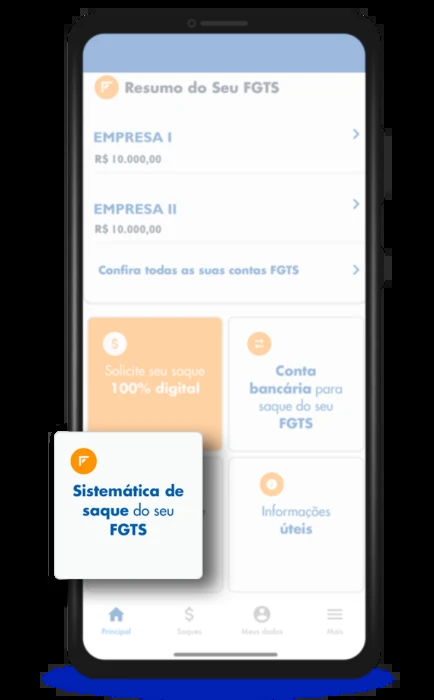 Resumo do Seu FGTS
EMPRESA I
R$ 10.000,00
EMPRESA II
R$ 10.000,00
Confira todas as suas contas FGTS
Solicite seu saque
100% digital
Conta
bancária para
saque do seu
FGTS
Sistemática de
saque do seu
FGTS
Informações
úteis
Principal
Saques
Meus dados
Mais